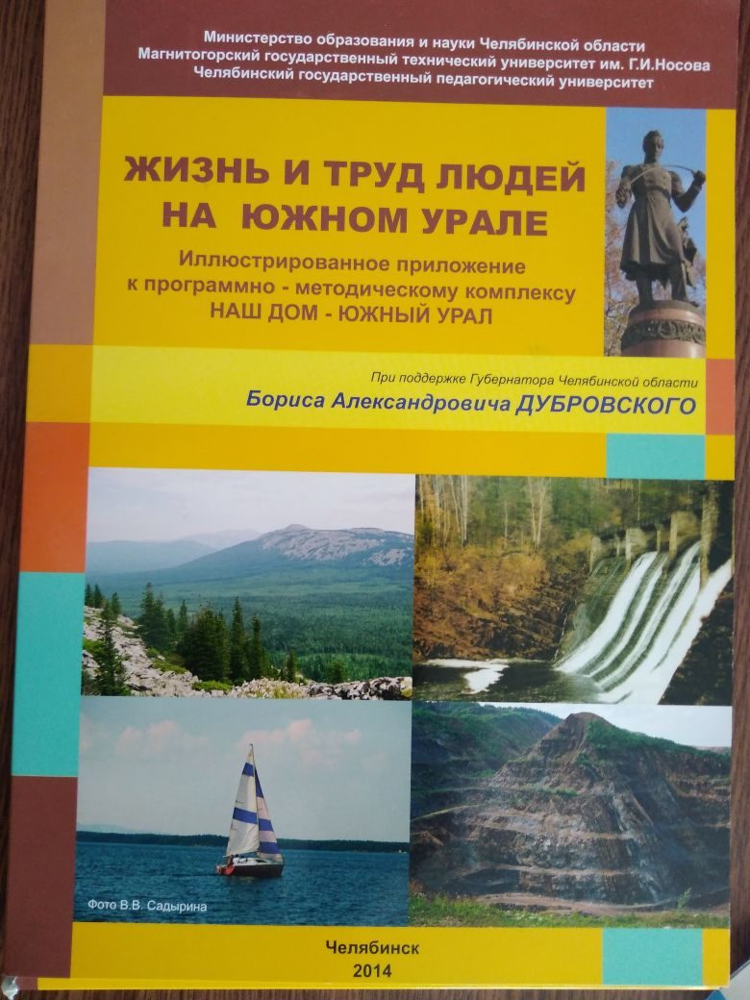 Министерство образования и науки Челябинской области
Магнитогорский государственный технический университет им. Г.И.Носова
Челябинский государственный педагогический университет
ЖИЗНЬ И ТРУД ЛЮДЕЙ
НА ЮЖНОМ УРАЛЕ
Иллюстрированное приложение
к программно - методическому комплексу
НАШ ДОМ - ЮЖНЫЙ УРАЛ
При поддержке Губернатора Челябинской области
Бориса Александровича ДУБРОВСКОГО
Фото В.В. Садырина
Челябинск
2014